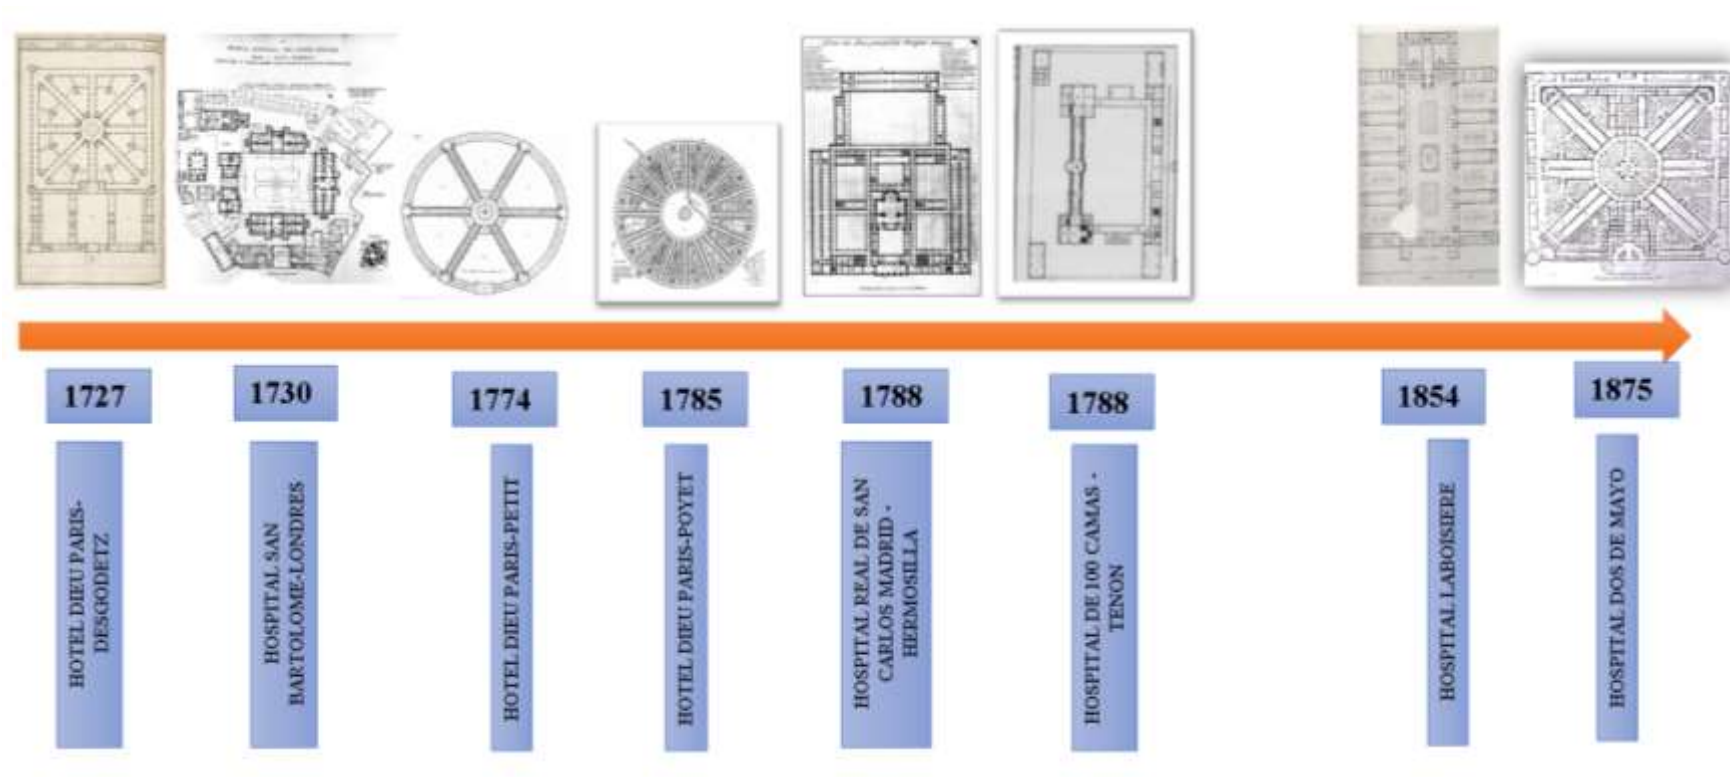 1727
1730
1774
1785
1788
1788
1854
1875
HOTEL DIEU PARIS-
DESGODETZ
HOSPITAL SAN
BARTOLOME-LONDRES
HOTEL DIEU PARIS-PETIT
HOTEL DIEU PARIS-POYET
HOSPITAL REAL DE SAN
CARLOS MADRID -
HERMOSILLA
HOSPITAL DE 100 CAMAS -
TENON
HOSPITAL LABOISIERE
HOSPITAL DOS DE MAYO